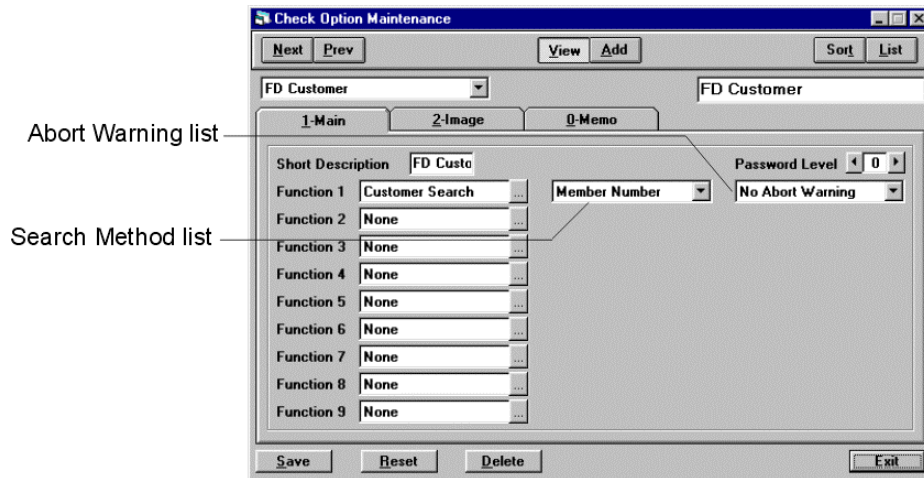 Check Option Maintenance
Next Prev View Add Sort List
FD Customer FD Customer
1-Main 2-Image 0-Memo
Abort Warning list
Short Description FD Custo Password Level 0
Function 1 Customer Search ... Member Number No Abort Warning
Function 2 None ...
Search Method list
Function 3 None ...
Function 4 None ...
Function 5 None ...
Function 6 None ...
Function 7 None ...
Function 8 None ...
Function 9 None ...
Save Reset Delete Exit